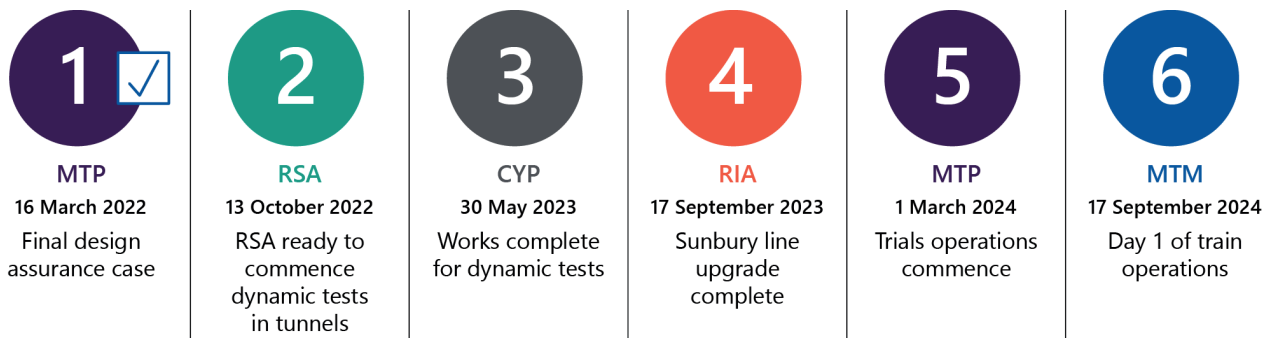 1
MTP
16 March 2022
Final design
assurance case
2
RSA
13 October 2022
RSA ready to
commence
dynamic tests
in tunnels
3
CYP
30 May 2023
Works complete
for dynamic tests
4
RIA
17 September 2023
Sunbury line
upgrade
complete
5
MTP
1 March 2024
Trials operations
commence
6
MTM
17 September 2024
Day 1 of train
operations